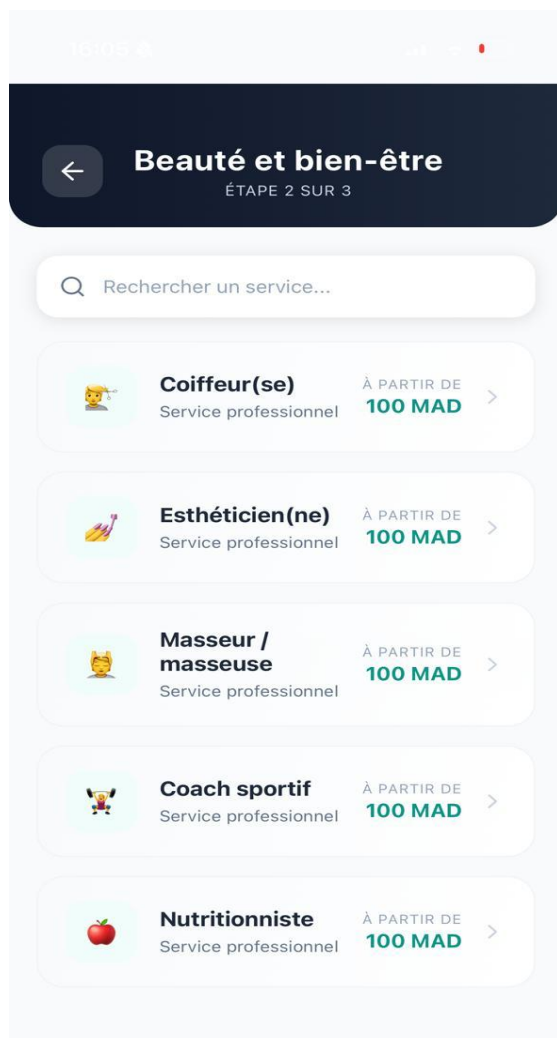 16:05
Beauté et bien-être
ÉTAPE 2 SUR 3
Rechercher un service...
Coiffeur(se)
Service professionnel
À PARTIR DE
100 MAD
Esthéticien(ne)
Service professionnel
À PARTIR DE
100 MAD
Masseur /
masseuse
Service professionnel
À PARTIR DE
100 MAD
Coach sportif
Service professionnel
À PARTIR DE
100 MAD
Nutritionniste
Service professionnel
À PARTIR DE
100 MAD